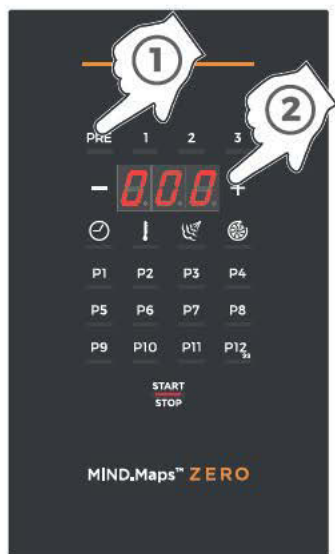 1
2
PRE 1 2 3
- 0.0.0. +
P1 P2 P3 P4
P5 P6 P7 P8
P9 P10 P11 P12
99
START
STOP
MIND.Maps™ ZERO